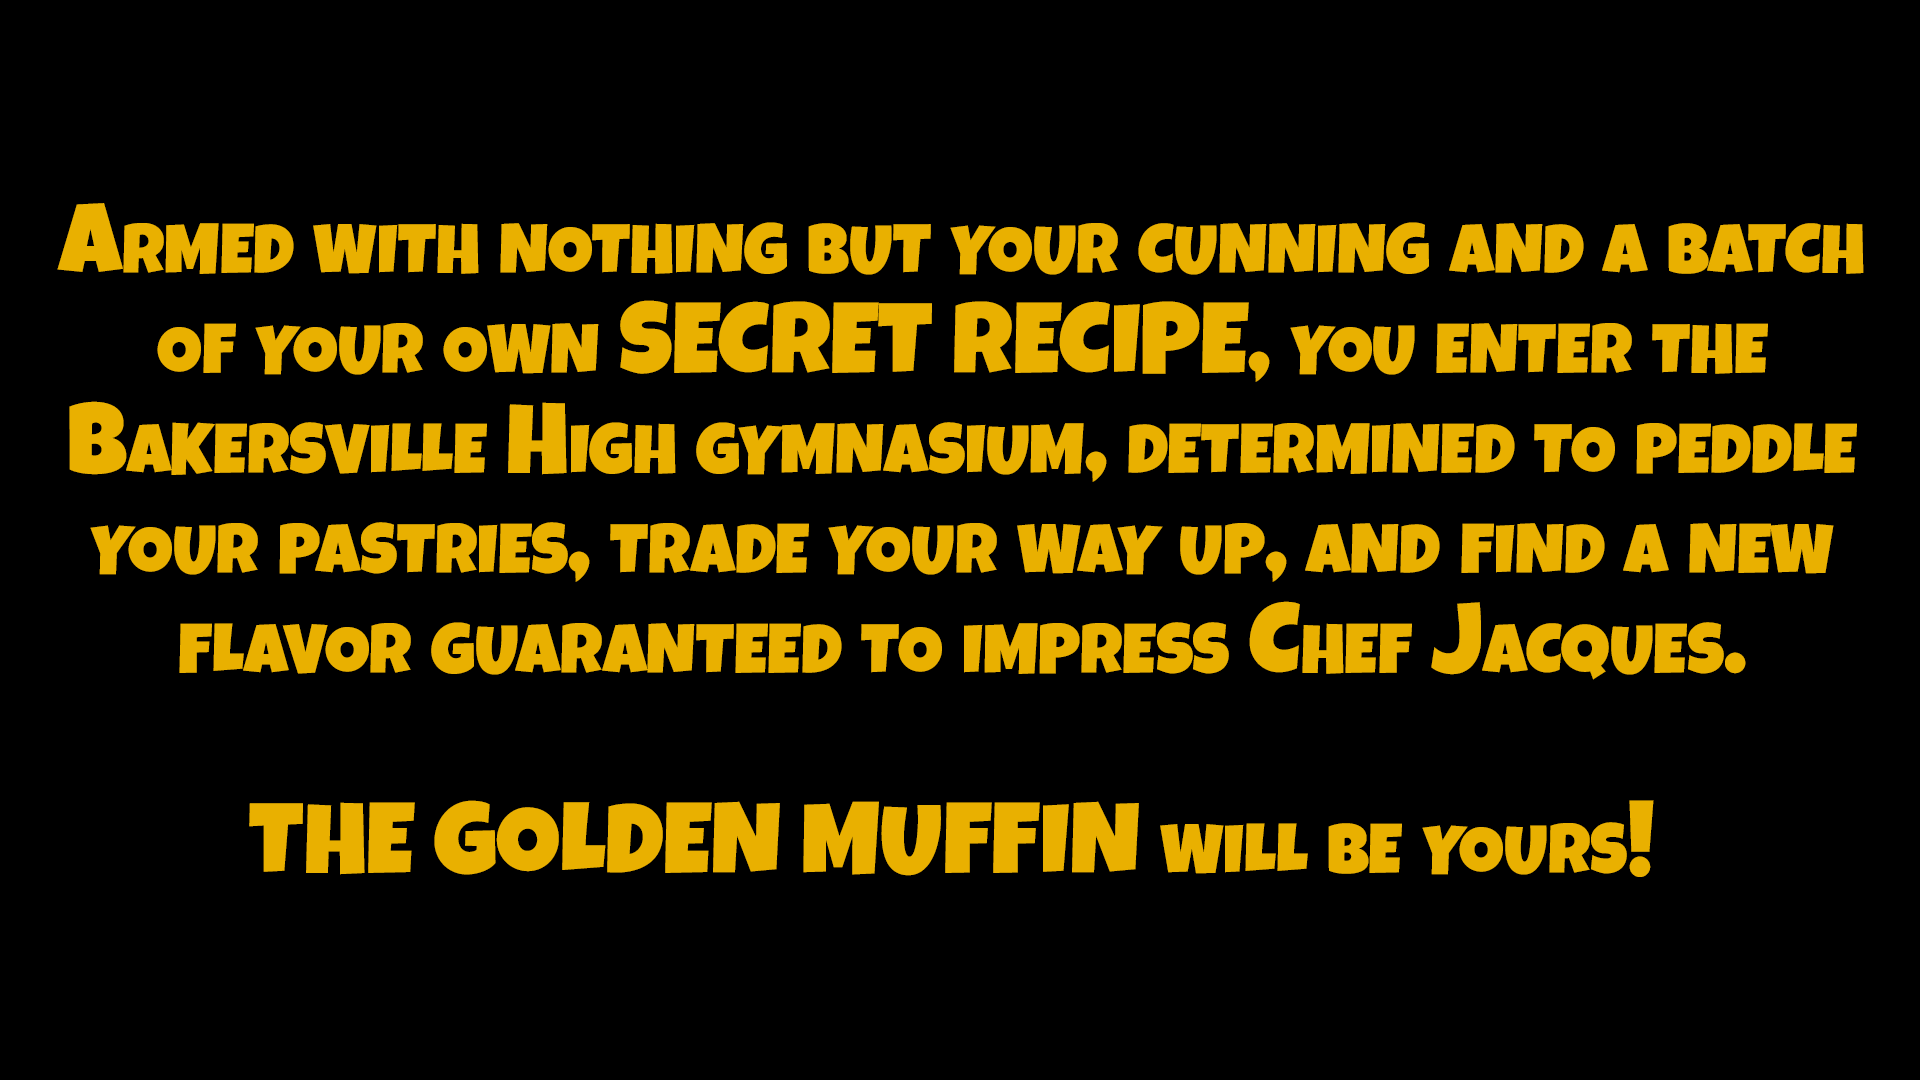 Armed with nothing but your cunning and a batch
of your own SECRET RECIPE, you enter the
Bakersville High gymnasium, determined to peddle
your pastries, trade your way up, and find a new
flavor guaranteed to impress Chef Jacques.
THE GOLDEN MUFFIN will be yours!